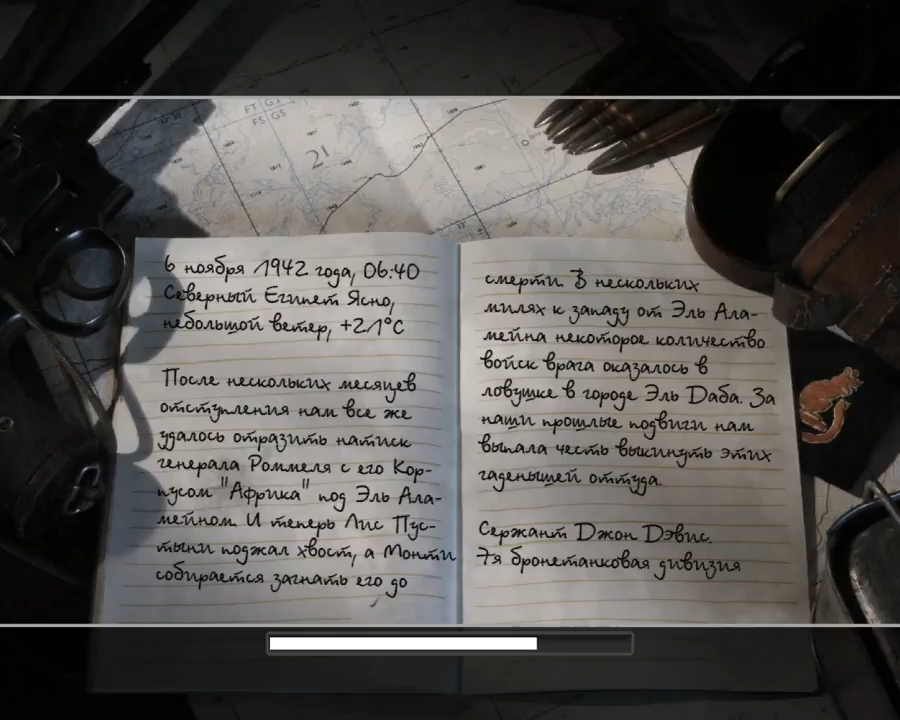 6 ноября 1942 года, 06:40
Северный Египет Ясно,
небольшой ветер, +21°C
После нескольких месяцев
отступления нам все же
удалось отразить натиск
генерала Роммеля с его Кор-
пусом "Африка" под Эль Ала-
мейном. И теперь Лис Пус-
тыни поджал хвост, а Монти
собирается загнать его до
смерти. В нескольких
милях к западу от Эль Ала-
мейна некоторое количество
войск врага оказалось в
ловушке в городе Эль Даба. За
наши прошлые подвиги нам
выпала честь выкинуть этих
гаденышей оттуда.
Сержант Джон Дэвис.
7я бронетанковая дивизия
FT G
FS GS
21